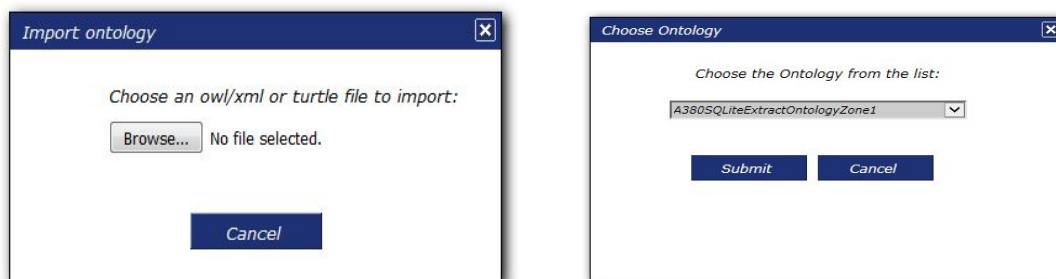 Import ontology
Choose an owl/xml or turtle file to import:
Browse... No file selected.
Cancel
Choose Ontology
Choose the Ontology from the list:
A380SQLiteExtractOntologyZone1
Submit Cancel